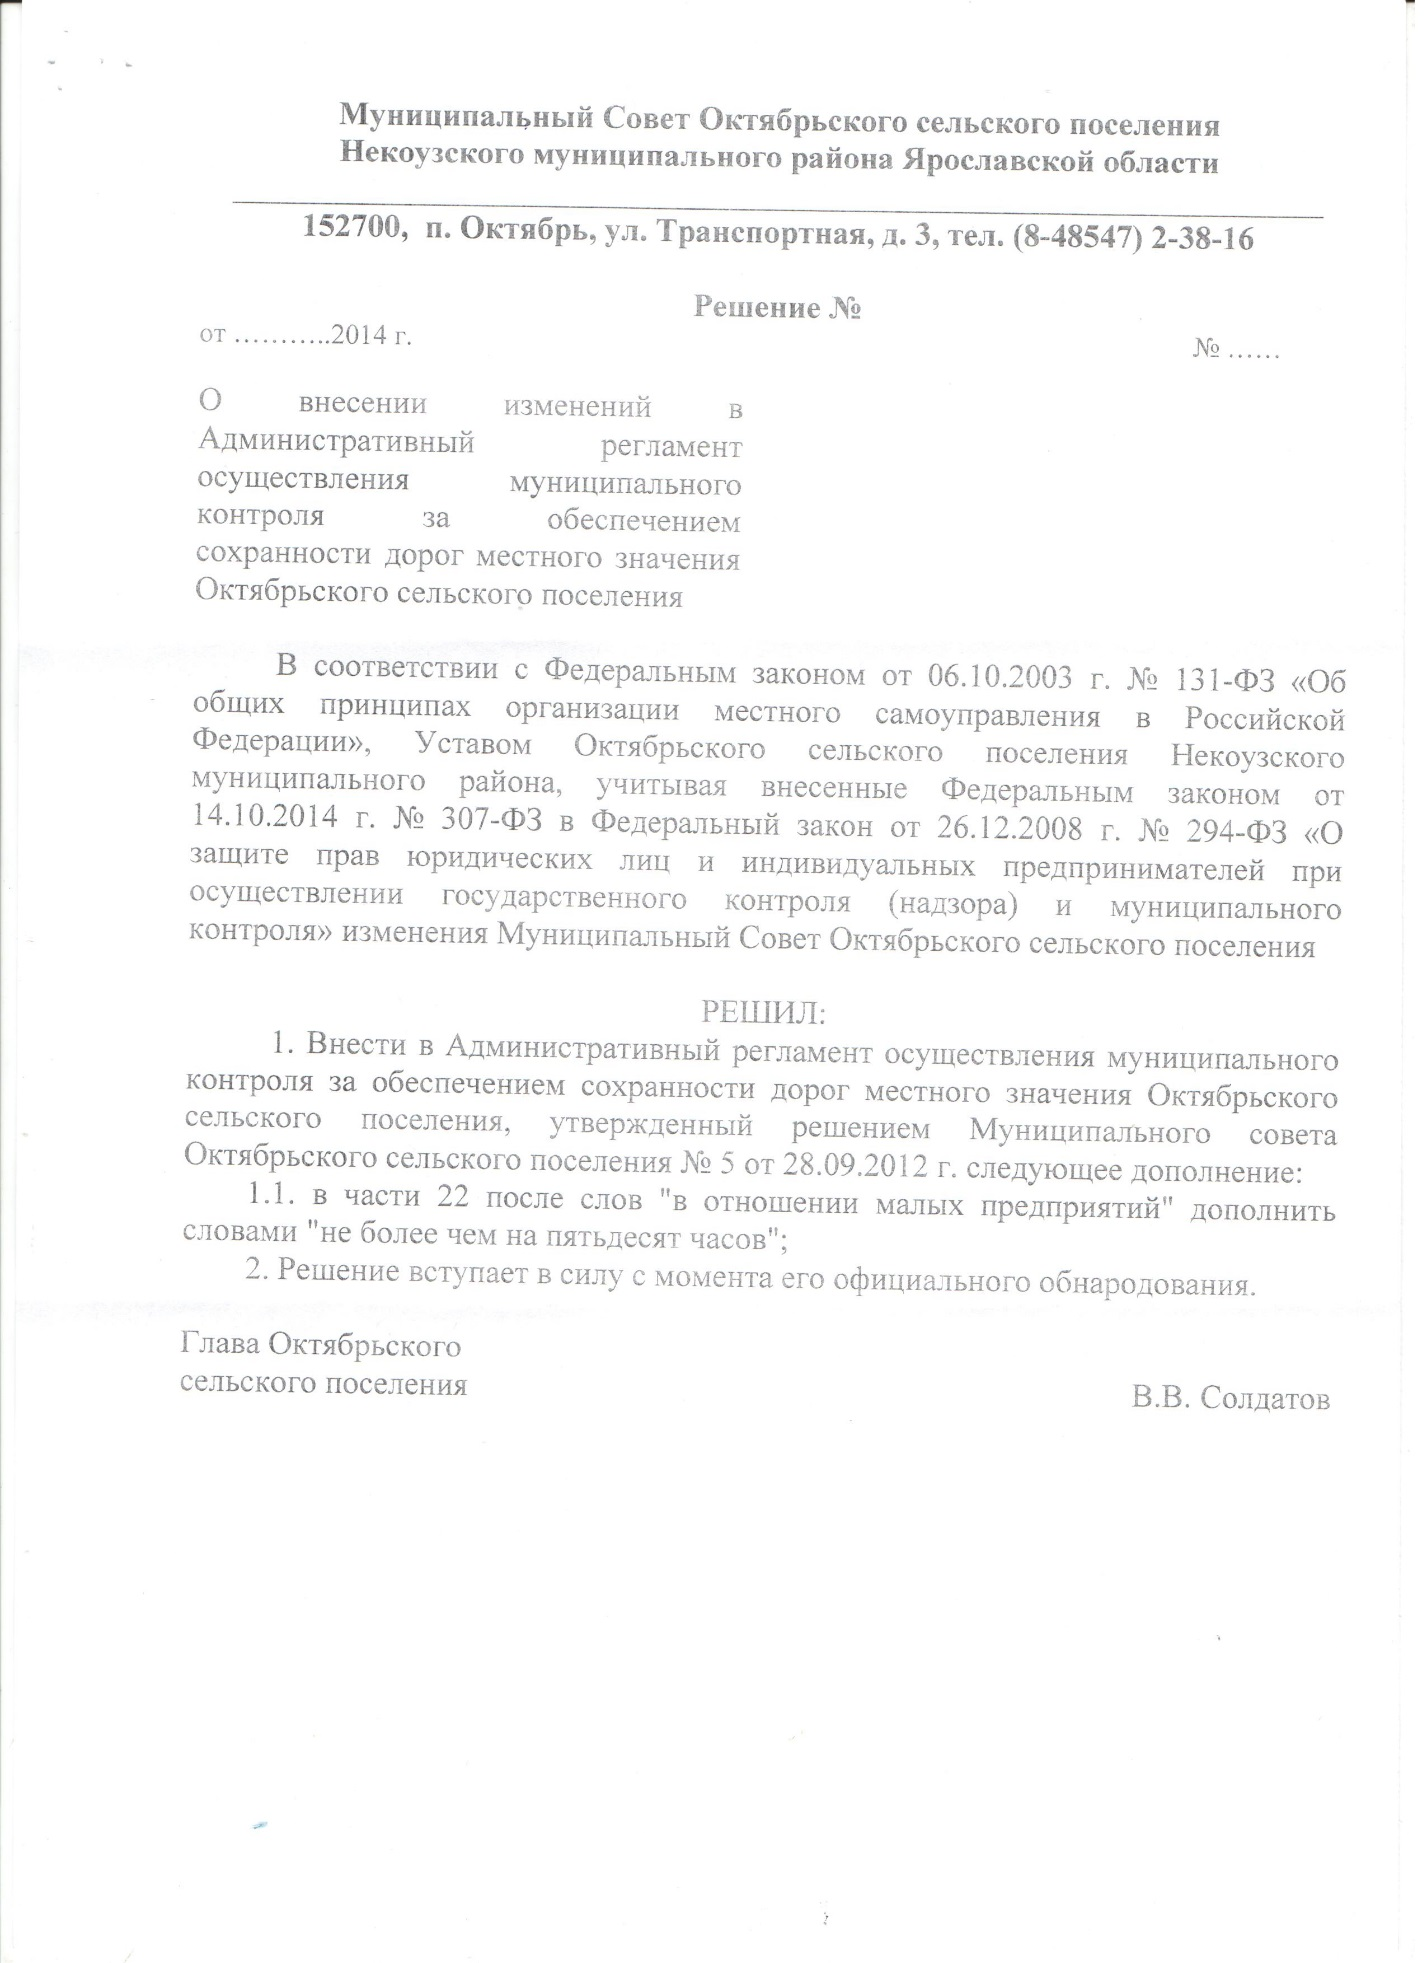 Муниципальный Совет Октябрьского сельского поселения
Некоузского муниципального района Ярославской области
152700, п. Октябрь, ул. Транспортная, д. 3, тел. (8-48547) 2-38-16
Решение №
от ………..2014 г.
№ ……
О внесении изменений в
Административный регламент
осуществления муниципального
контроля за обеспечением
сохранности дорог местного значения
Октябрьского сельского поселения
В соответствии с Федеральным законом от 06.10.2003 г. № 131-ФЗ «Об
общих принципах организации местного самоуправления в Российской
Федерации», Уставом Октябрьского сельского поселения Некоузского
муниципального района, учитывая внесенные Федеральным законом от
14.10.2014 г. № 307-ФЗ в Федеральный закон от 26.12.2008 г. № 294-ФЗ «О
защите прав юридических лиц и индивидуальных предпринимателей при
осуществлении государственного контроля (надзора) и муниципального
контроля» изменения Муниципальный Совет Октябрьского сельского поселения
РЕШИЛ:
1. Внести в Административный регламент осуществления муниципального
контроля за обеспечением сохранности дорог местного значения Октябрьского
сельского поселения, утвержденный решением Муниципального совета
Октябрьского сельского поселения № 5 от 28.09.2012 г. следующее дополнение:
1.1. в части 22 после слов "в отношении малых предприятий" дополнить
словами "не более чем на пятьдесят часов";
2. Решение вступает в силу с момента его официального обнародования.
Глава Октябрьского
сельского поселения
В.В. Солдатов